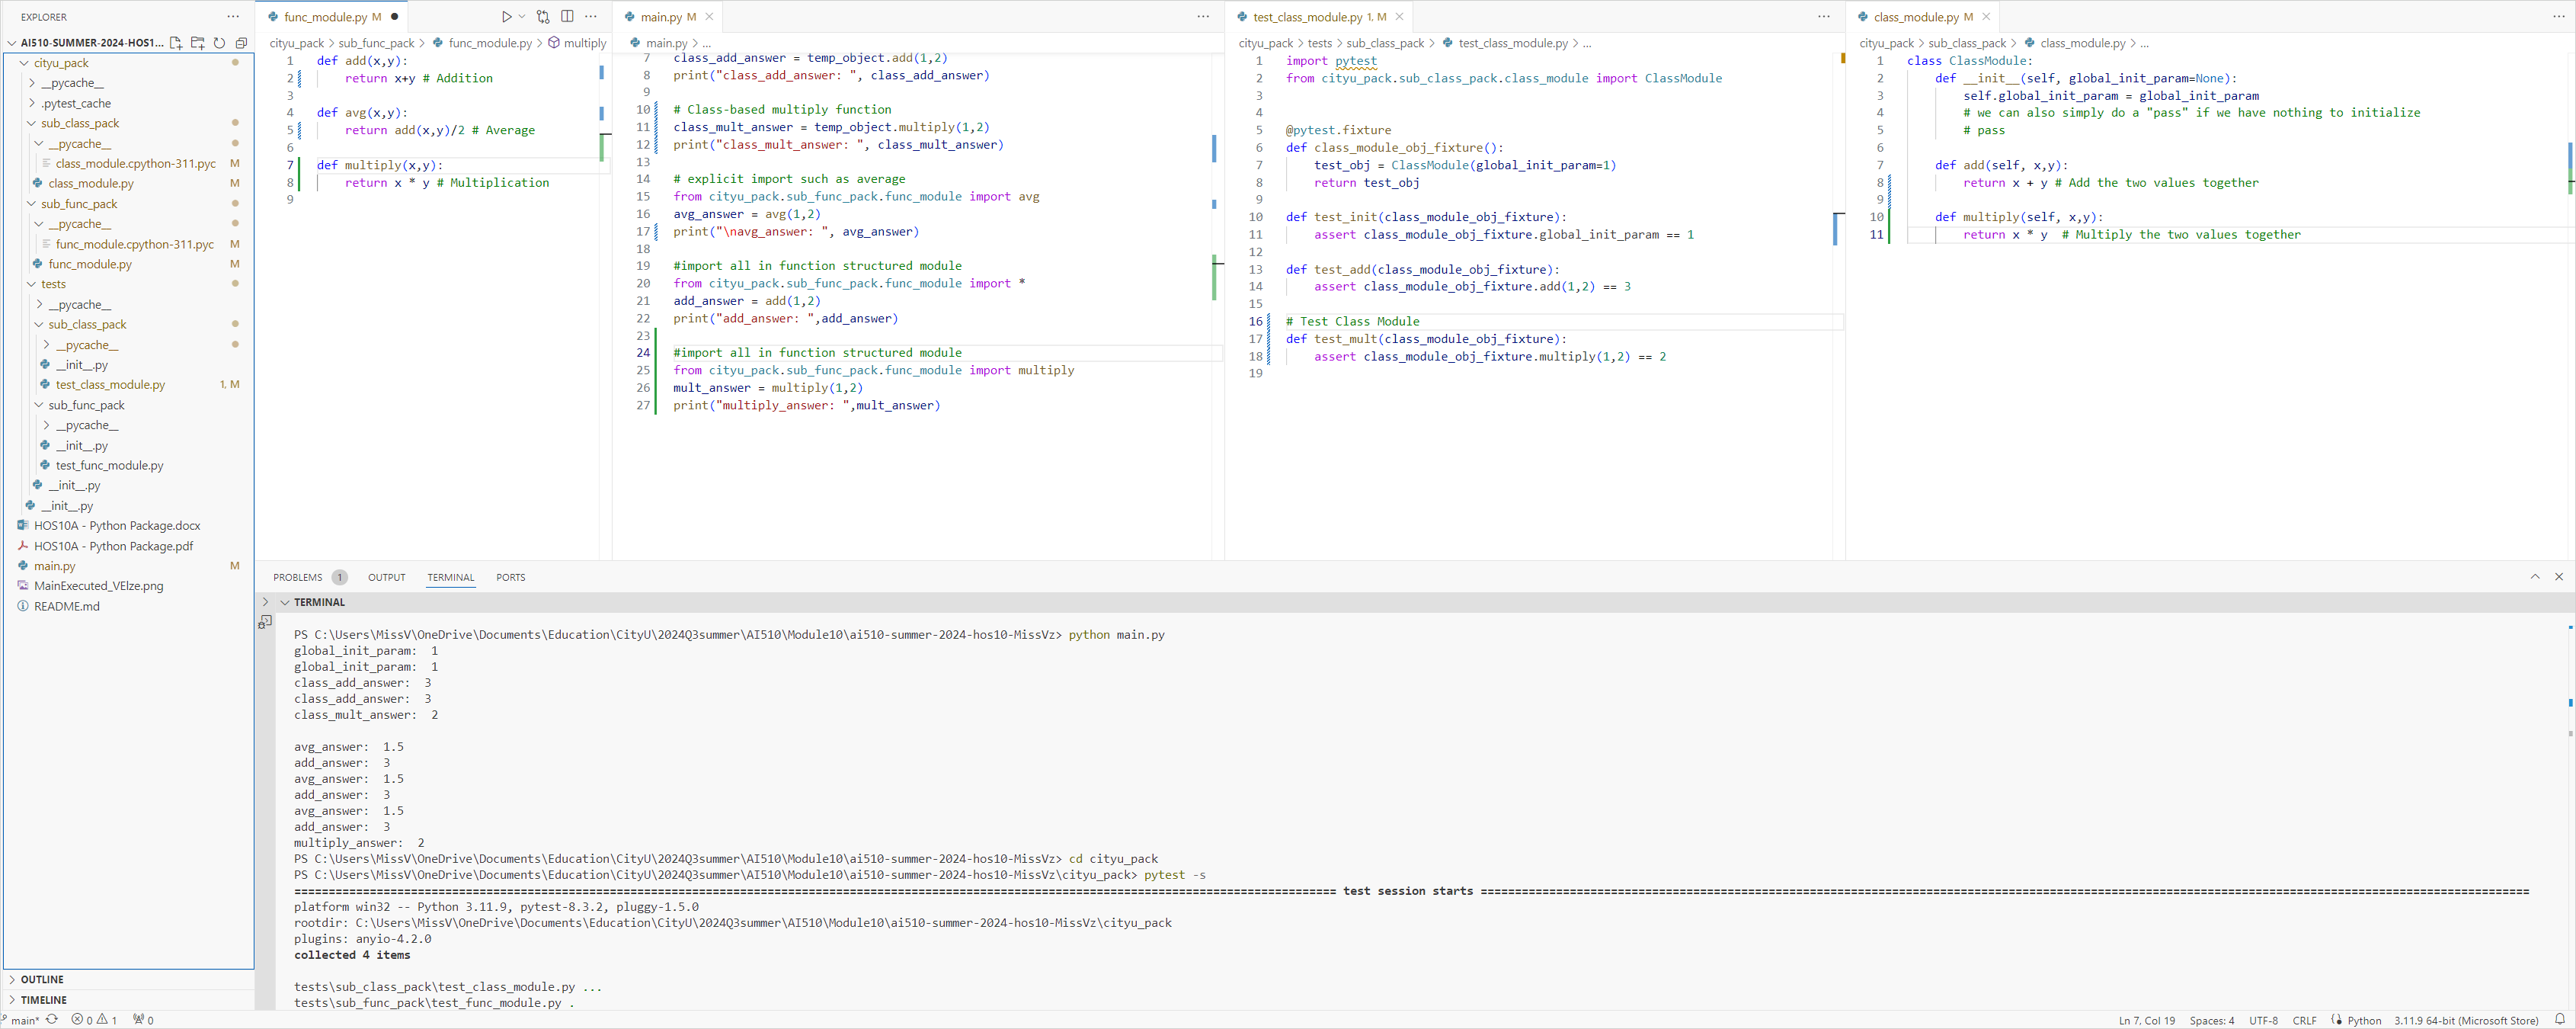 EXPLORER
AI510-SUMMER-2024-HOS1...
cityu_pack
__pycache__
.pytest_cache
sub_class_pack
__pycache__
class_module.cpython-311.pyc M
class_module.py M
sub_func_pack
__pycache__
func_module.cpython-311.pyc M
func_module.py M
tests
__pycache__
sub_class_pack
__pycache__
__init__.py
test_class_module.py 1, M
sub_func_pack
__pycache__
__init__.py
test_func_module.py
__init__.py
__init__.py
HOS10A - Python Package.docx
HOS10A - Python Package.pdf
main.py M
MainExecuted_VElze.png
README.md
OUTLINE
TIMELINE
func_module.py M
cityu_pack > sub_func_pack > func_module.py > multiply
1 def add(x,y):
2 return x+y # Addition
3
4 def avg(x,y):
5 return add(x,y)/2 # Average
6
7 def multiply(x,y):
8 return x * y # Multiplication
9
main.py M
main.py > ...
7 class_add_answer = temp_object.add(1,2)
8 print("class_add_answer: ", class_add_answer)
9
10 # Class-based multiply function
11 class_mult_answer = temp_object.multiply(1,2)
12 print("class_mult_answer: ", class_mult_answer)
13
14 # explicit import such as average
15 from cityu_pack.sub_func_pack.func_module import avg
16 avg_answer = avg(1,2)
17 print("\navg_answer: ", avg_answer)
18
19 #import all in function structured module
20 from cityu_pack.sub_func_pack.func_module import *
21 add_answer = add(1,2)
22 print("add_answer: ",add_answer)
23
24 #import all in function structured module
25 from cityu_pack.sub_func_pack.func_module import multiply
26 mult_answer = multiply(1,2)
27 print("multiply_answer: ",mult_answer)
test_class_module.py 1, M
cityu_pack > tests > sub_class_pack > test_class_module.py > ...
1 import pytest
2 from cityu_pack.sub_class_pack.class_module import ClassModule
3
4
5 @pytest.fixture
6 def class_module_obj_fixture():
7 test_obj = ClassModule(global_init_param=1)
8 return test_obj
9
10 def test_init(class_module_obj_fixture):
11 assert class_module_obj_fixture.global_init_param == 1
12
13 def test_add(class_module_obj_fixture):
14 assert class_module_obj_fixture.add(1,2) == 3
15
16 # Test Class Module
17 def test_mult(class_module_obj_fixture):
18 assert class_module_obj_fixture.multiply(1,2) == 2
19
class_module.py M
cityu_pack > sub_class_pack > class_module.py > ...
1 class ClassModule:
2 def __init__(self, global_init_param=None):
3 self.global_init_param = global_init_param
4 # we can also simply do a "pass" if we have nothing to initialize
5 # pass
6
7 def add(self, x,y):
8 return x + y # Add the two values together
9
10 def multiply(self, x,y):
11 return x * y  # Multiply the two values together
PROBLEMS 1 OUTPUT TERMINAL PORTS
TERMINAL
PS C:\Users\MissV\OneDrive\Documents\Education\CityU\2024Q3summer\AI510\Module10\ai510-summer-2024-hos10-MissVz> python main.py
global_init_param:  1
global_init_param:  1
class_add_answer:  3
class_add_answer:  3
class_mult_answer:  2

avg_answer:  1.5
add_answer:  3
avg_answer:  1.5
add_answer:  3
avg_answer:  1.5
add_answer:  3
multiply_answer:  2
PS C:\Users\MissV\OneDrive\Documents\Education\CityU\2024Q3summer\AI510\Module10\ai510-summer-2024-hos10-MissVz> cd cityu_pack
PS C:\Users\MissV\OneDrive\Documents\Education\CityU\2024Q3summer\AI510\Module10\ai510-summer-2024-hos10-MissVz\cityu_pack> pytest -s
test session starts
platform win32 -- Python 3.11.9, pytest-8.3.2, pluggy-1.5.0
rootdir: C:\Users\MissV\OneDrive\Documents\Education\CityU\2024Q3summer\AI510\Module10\ai510-summer-2024-hos10-MissVz\cityu_pack
plugins: anyio-4.2.0
collected 4 items

tests\sub_class_pack\test_class_module.py ...
tests\sub_func_pack\test_func_module.py .
main* 0 1 0 Ln 7, Col 19 Spaces: 4 UTF-8 CRLF Python 3.11.9 64-bit (Microsoft Store)